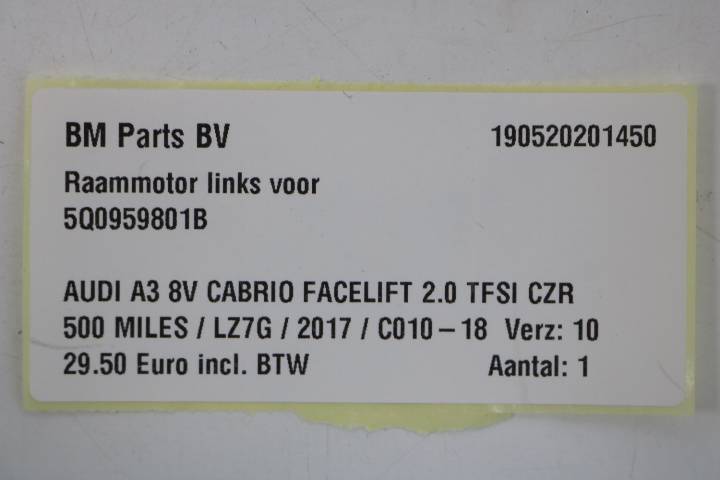 BM Parts BV 190520201450
Raammotor links voor
5Q0959801B
AUDI A3 8V CABRIO FACELIFT 2.0 TFSI CZR
500 MILES / LZ7G / 2017 / C010 – 18 Verz: 10
29.50 Euro incl. BTW Aantal: 1